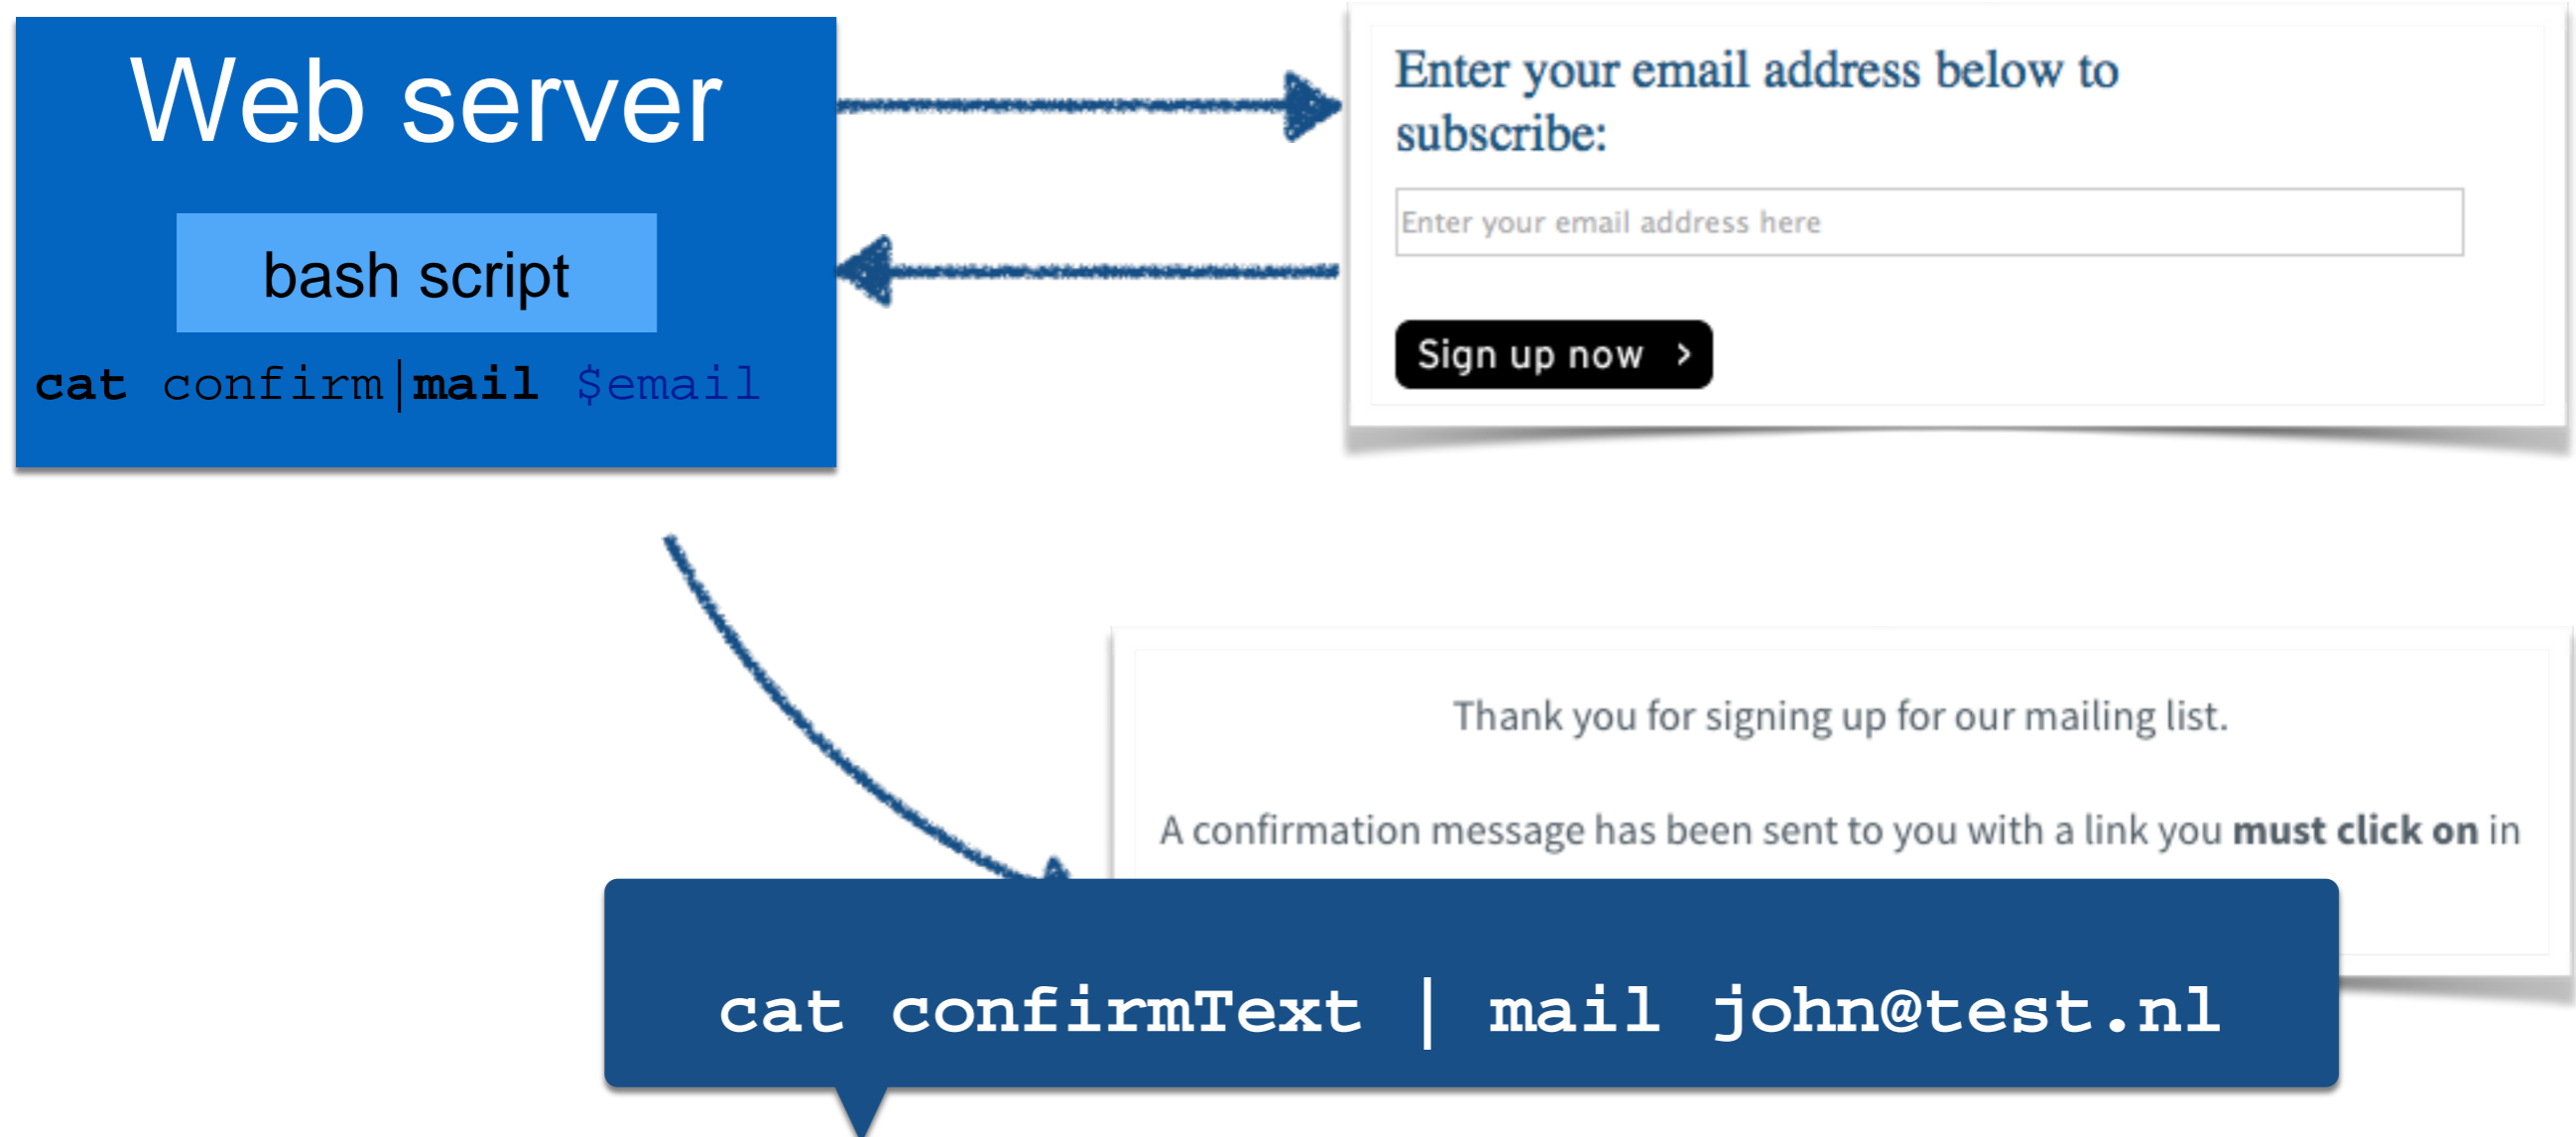 Web server
bash script
cat confirm|mail $email
Enter your email address below to
subscribe:
Enter your email address here
Sign up now >
Thank you for signing up for our mailing list.
A confirmation message has been sent to you with a link you must click on in
cat confirmText | mail john@test.nl